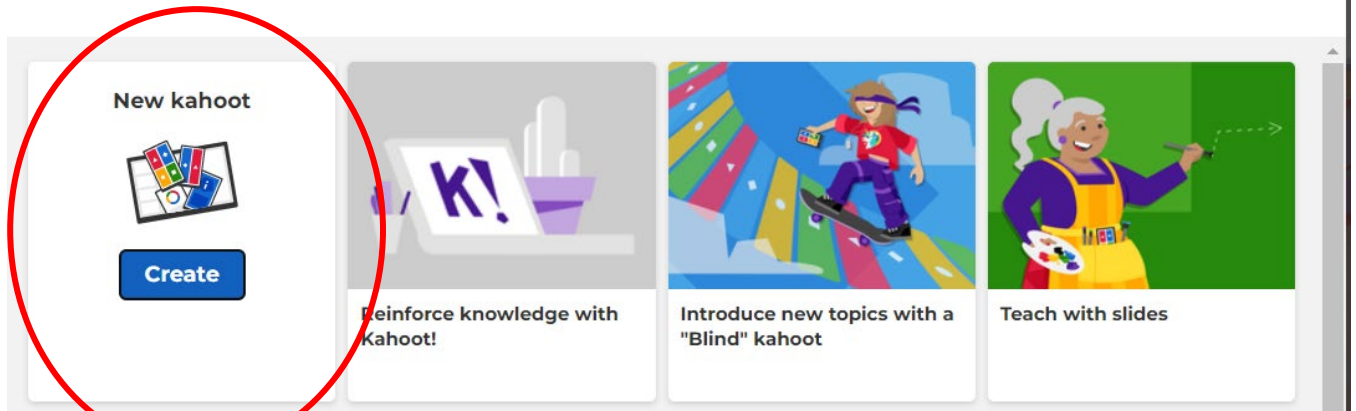 New kahoot
Create
K!
Reinforce knowledge with
Kahoot!
Introduce new topics with a
"Blind" kahoot
Teach with slides